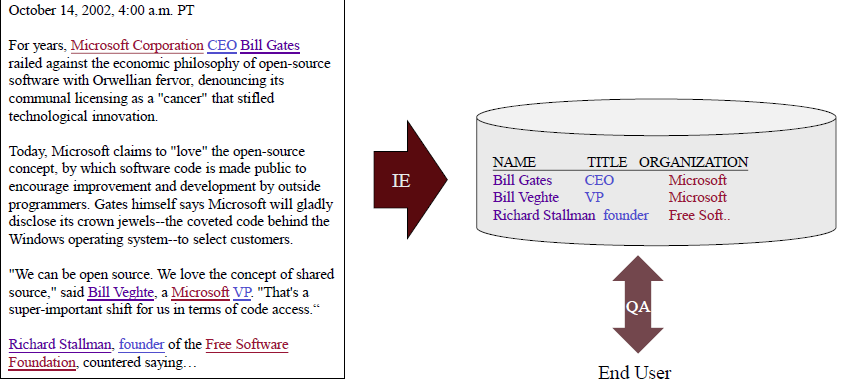 October 14, 2002, 4:00 a.m. PT
For years, Microsoft Corporation CEO Bill Gates
railed against the economic philosophy of open-source
software with Orwellian fervor, denouncing its
communal licensing as a "cancer" that stifled
technological innovation.
Today, Microsoft claims to "love" the open-source
concept, by which software code is made public to
encourage improvement and development by outside
programmers. Gates himself says Microsoft will gladly
disclose its crown jewels--the coveted code behind the
Windows operating system--to select customers.
"We can be open source. We love the concept of shared
source," said Bill Veghte, a Microsoft VP. "That's a
super-important shift for us in terms of code access.“
Richard Stallman, founder of the Free Software
Foundation, countered saying…
IE
NAME TITLE ORGANIZATION
Bill Gates CEO Microsoft
Bill Veghte VP Microsoft
Richard Stallman founder Free Soft..
QA
End User